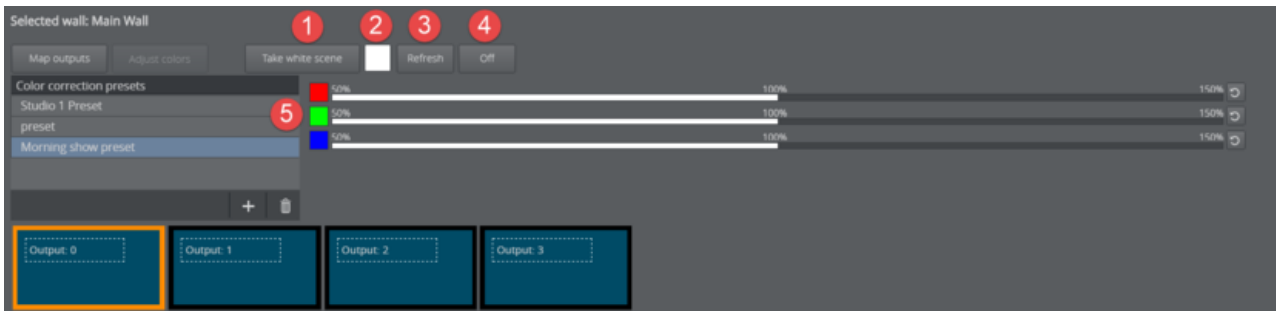 Selected wall: Main Wall
1 2 3 4
Map outputs Adjust colors Take white scene Refresh Off
Color correction presets
Studio 1 Preset
preset
Morning show preset
5
50% 100% 150%
50% 100% 150%
50% 100% 150%
+
Output: 0 Output: 1 Output: 2 Output: 3